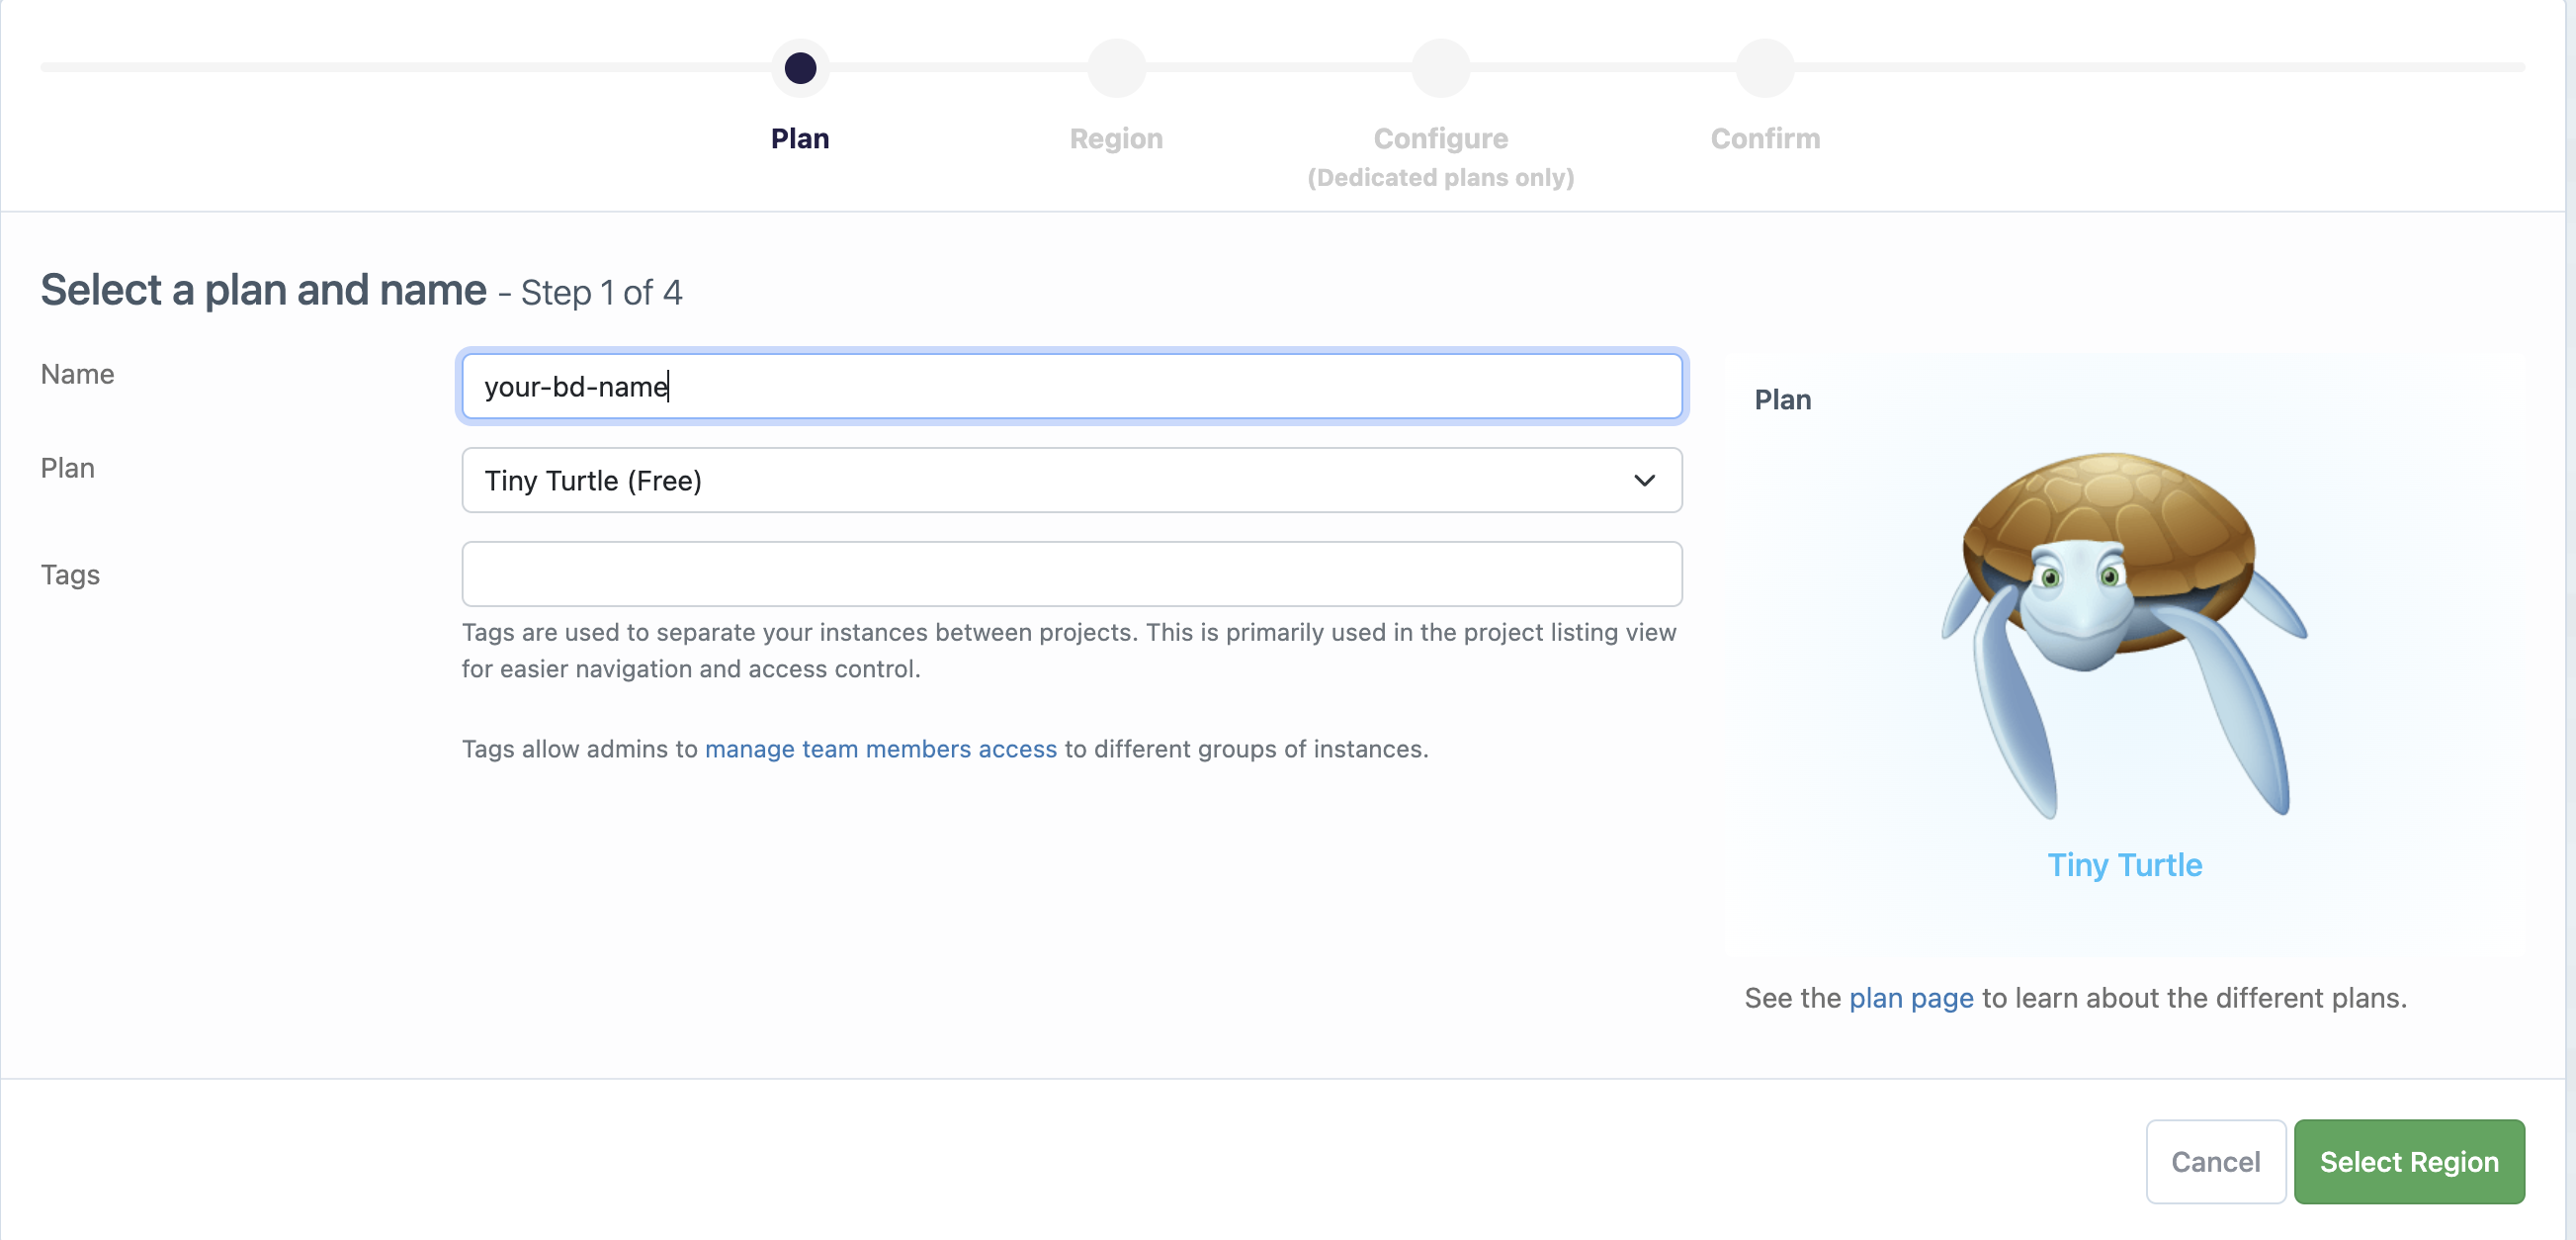 Plan
Region
Configure
(Dedicated plans only)
Confirm
Select a plan and name - Step 1 of 4
Name
your-bd-name
Plan
Tiny Turtle (Free)
Tags
Tags are used to separate your instances between projects. This is primarily used in the project listing view
for easier navigation and access control.
Tags allow admins to manage team members access to different groups of instances.
Plan
Tiny Turtle
See the plan page to learn about the different plans.
Cancel
Select Region